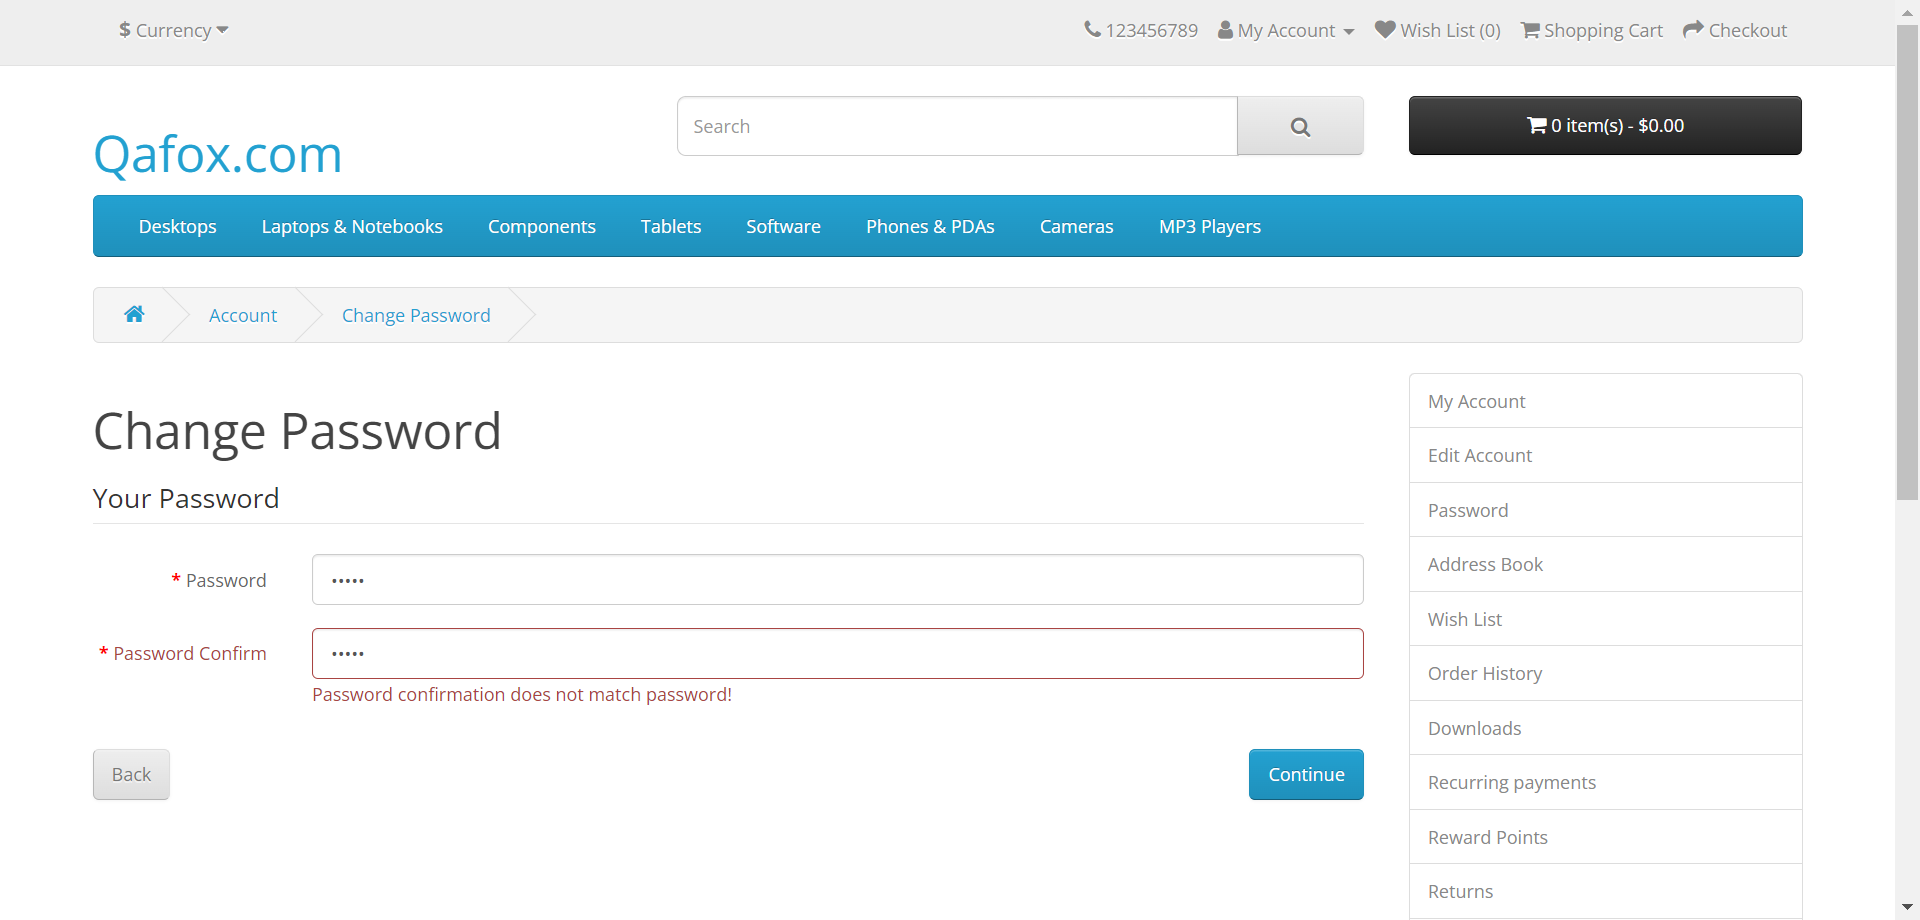 $ Currency
123456789 My Account Wish List (0) Shopping Cart Checkout
Qafox.com
Search
0 item(s) - $0.00
Desktops Laptops & Notebooks Components Tablets Software Phones & PDAs Cameras MP3 Players
Account Change Password
Change Password
Your Password
* Password
•••••
* Password Confirm
•••••
Password confirmation does not match password!
Back
Continue
My Account
Edit Account
Password
Address Book
Wish List
Order History
Downloads
Recurring payments
Reward Points
Returns